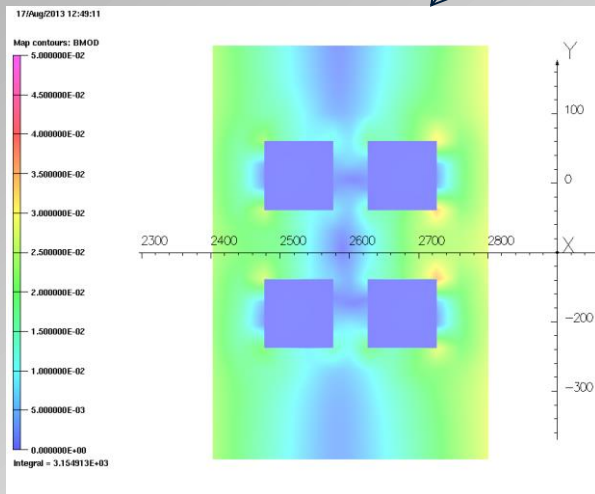 17/Aug/2013 12:49:11
Map contours: BMOD
5.000000E-02
4.500000E-02
4.000000E-02
3.500000E-02
3.000000E-02
2.500000E-02
2.000000E-02
1.500000E-02
1.000000E-02
5.000000E-03
0.000000E+00
Integral = 3.154913E+03
Y
100
0
2300 2400 2500 2600 2700 2800 X
-200
-300